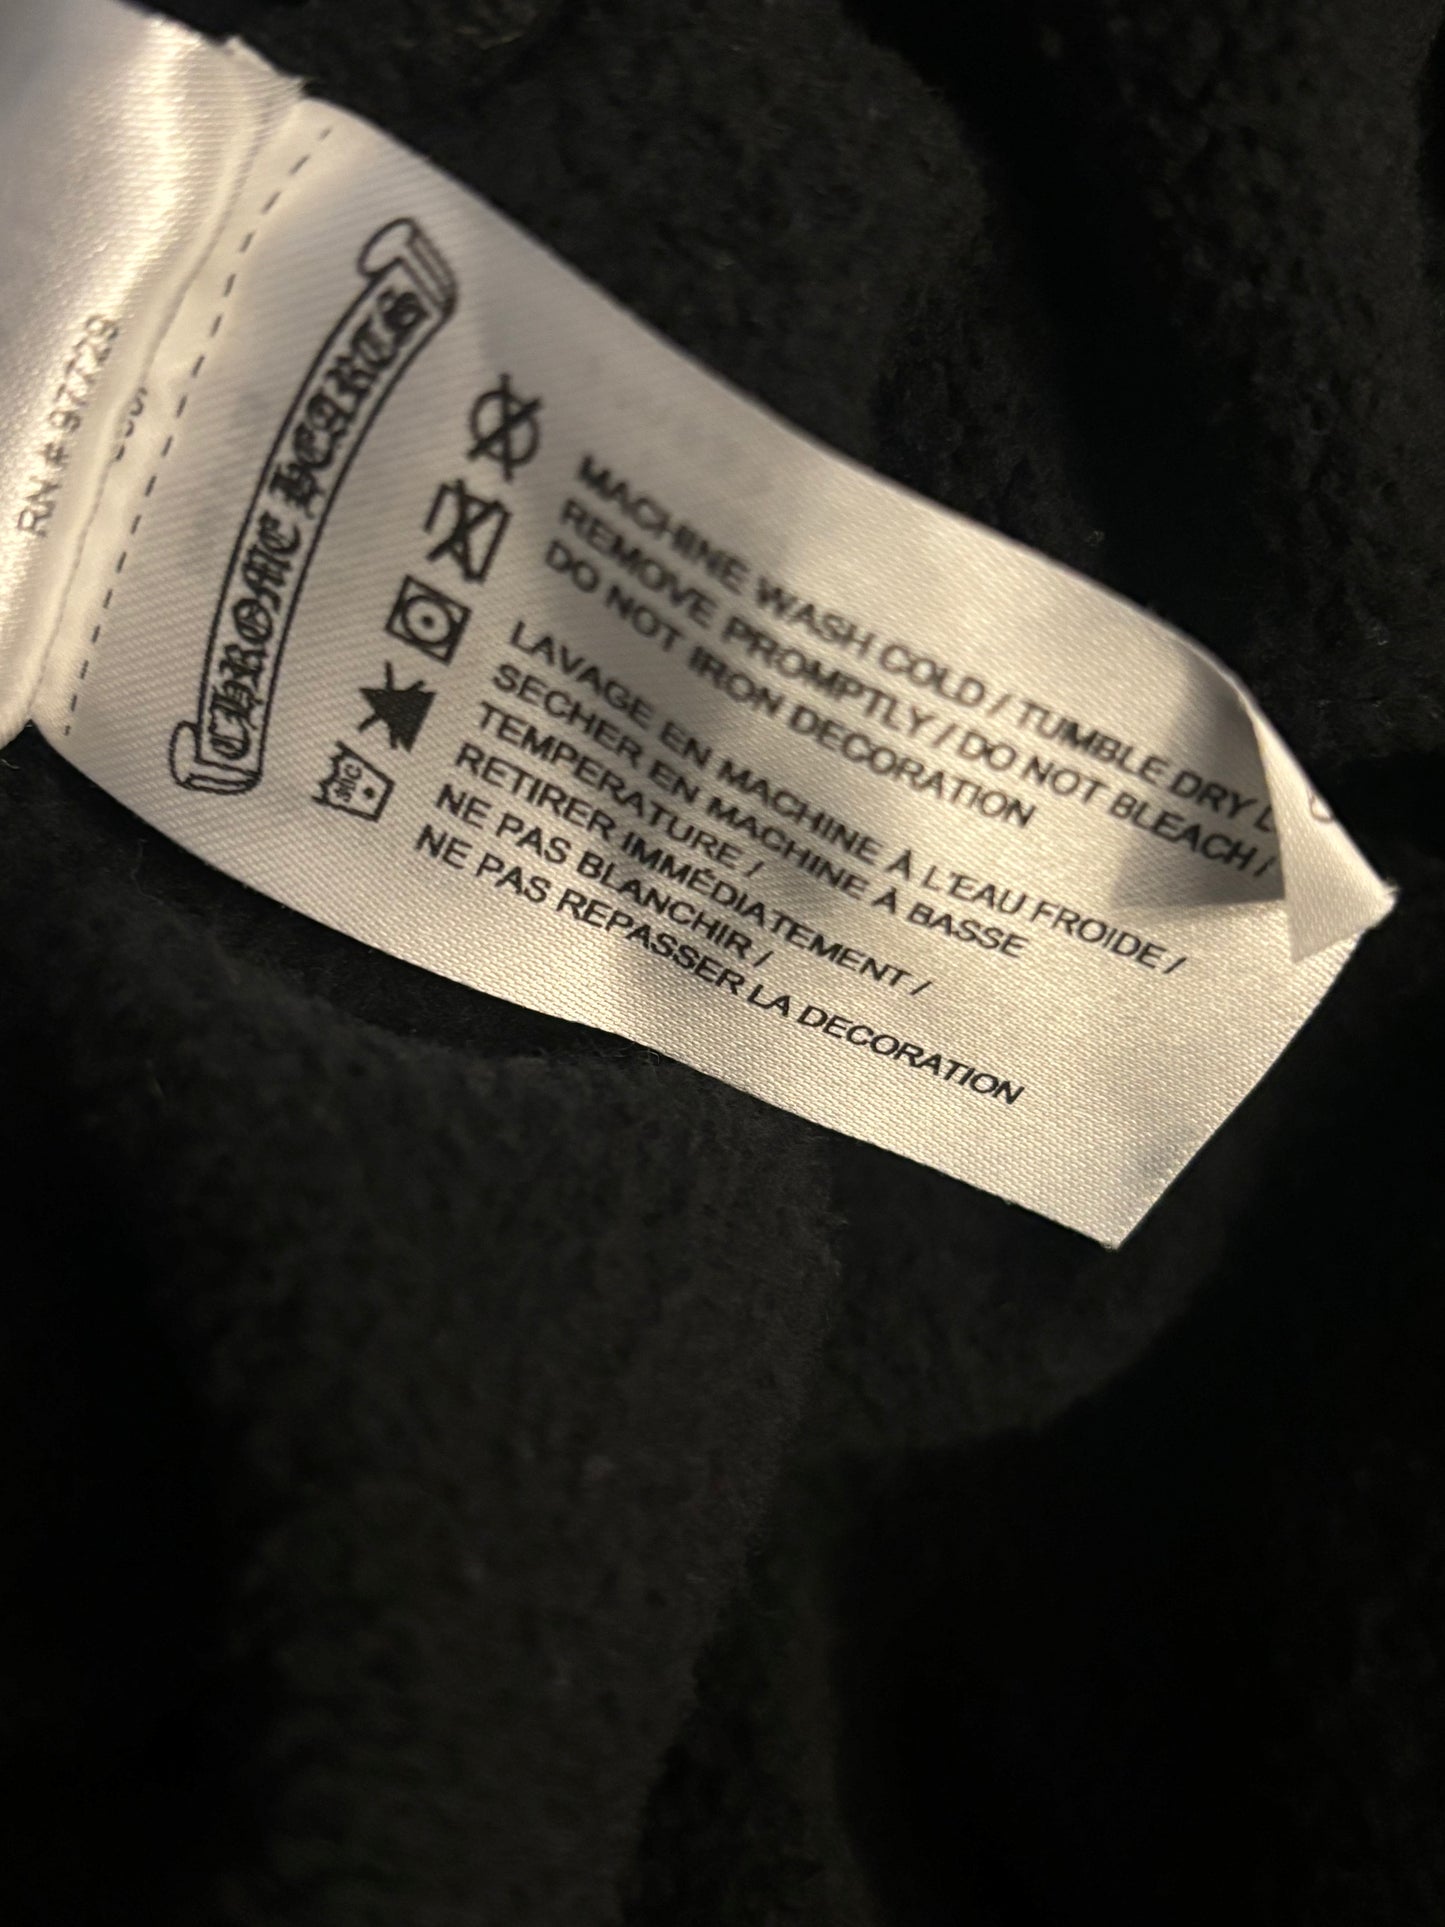 RN # 97729
CHROME HEARTS
30C
MACHINE WASH COLD / TUMBLE DRY L
REMOVE PROMPTLY / DO NOT BLEACH /
DO NOT IRON DECORATION
LAVAGE EN MACHINE À L'EAU FROIDE /
SECHER EN MACHINE À BASSE
TEMPERATURE /
RETIRER IMMÉDIATEMENT /
NE PAS BLANCHIR /
NE PAS REPASSER LA DECORATION